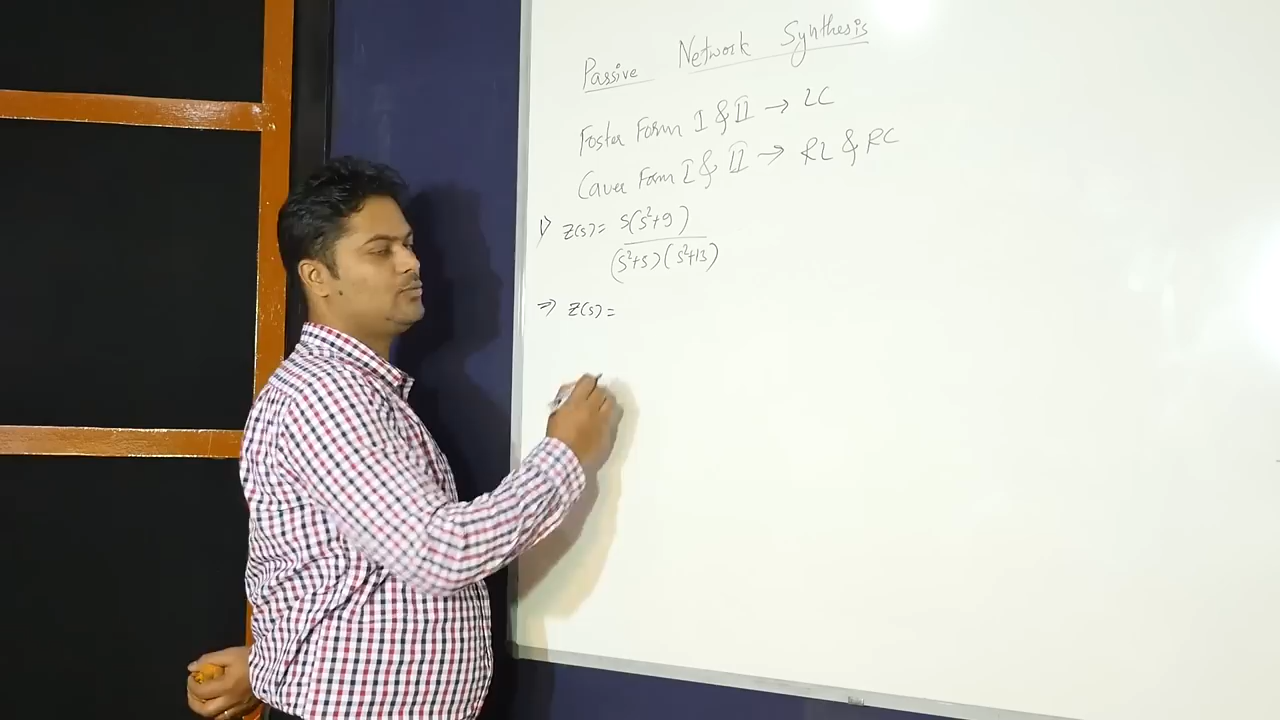 Passive Network Synthesis
Foster Form I & II → LC
Cauer Form I & II → RL & RC
1) Z(s) = s(s²+9)
(s²+5)(s²+13)
⇒ Z(s) =